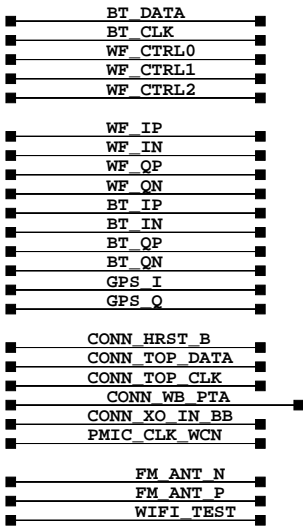 BT_DATA
BT_CLK
WF_CTRL0
WF_CTRL1
WF_CTRL2
WF_IP
WF_IN
WF_QP
WF_QN
BT_IP
BT_IN
BT_QP
BT_QN
GPS_I
GPS_Q
CONN_HRST_B
CONN_TOP_DATA
CONN_TOP_CLK
CONN_WB_PTA
CONN_XO_IN_BB
PMIC_CLK_WCN
FM_ANT_N
FM_ANT_P
WIFI_TEST